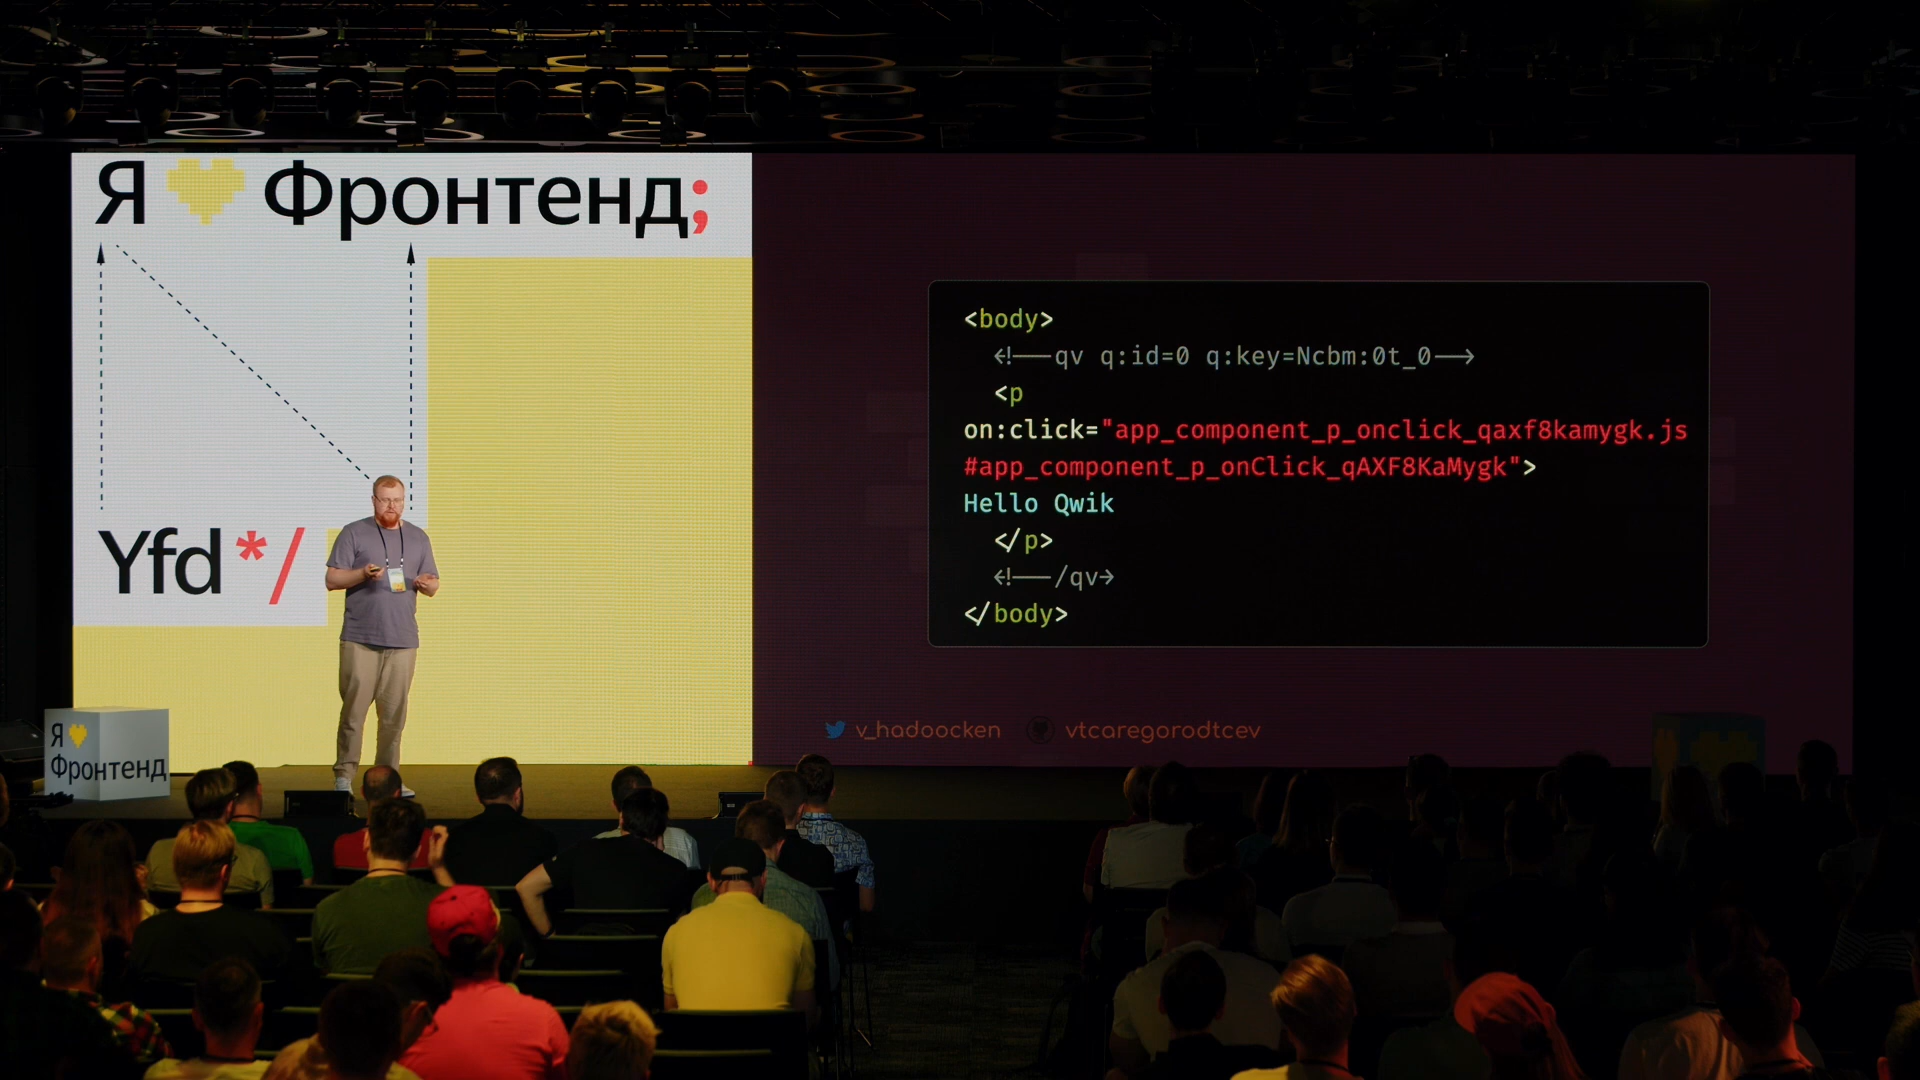 Я Фронтенд;
Yfd*/
Я
Фронтенд
<body>
<!--qv q:id=0 q:key=Ncbm:0t_0-->
<p
on:click="app_component_p_onclick_qaxf8kamygk.js
#app_component_p_onClick_qAXF8KaMygk">
Hello Qwik
</p>
<!--/qv-->
</body>
v_hadoocken vtcaregorodtcev